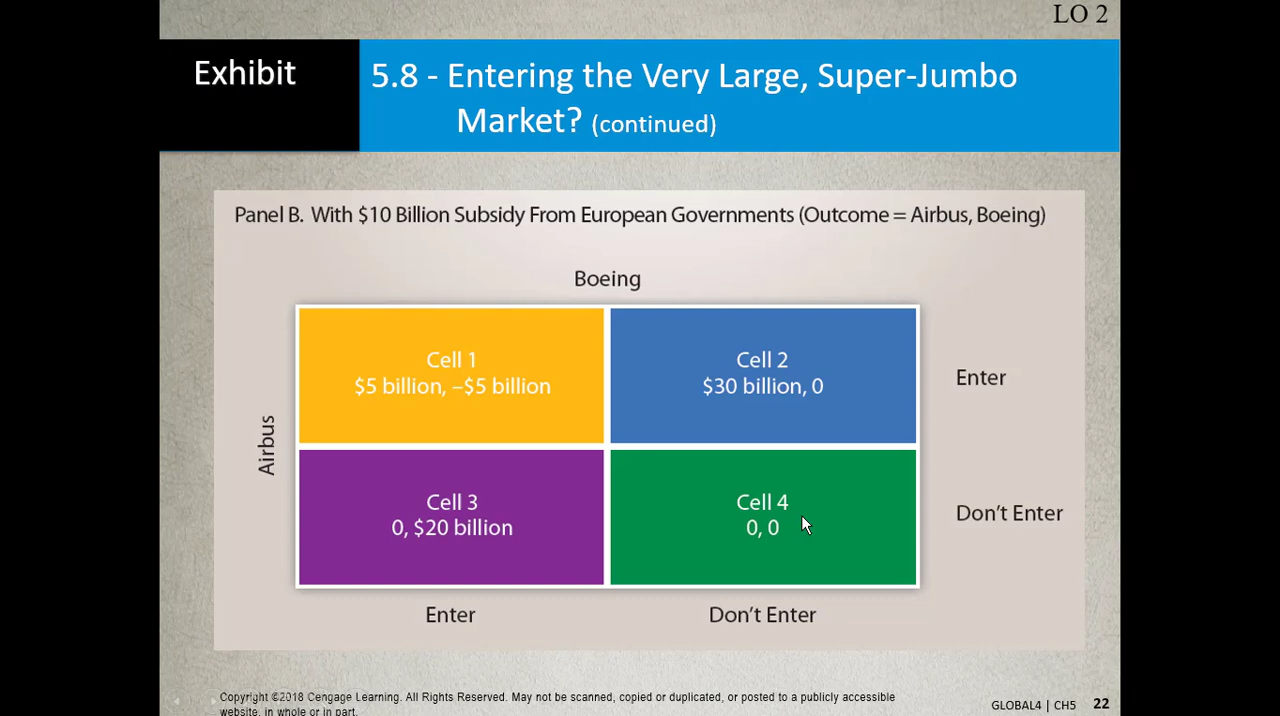 LO 2
Exhibit
5.8 - Entering the Very Large, Super-Jumbo
Market? (continued)
Panel B. With $10 Billion Subsidy From European Governments (Outcome = Airbus, Boeing)
Boeing
Cell 1
$5 billion, –$5 billion
Cell 2
$30 billion, 0
Enter
Airbus
Cell 3
0, $20 billion
Cell 4
0, 0
Don't Enter
Enter
Don't Enter
Copyright ©2018 Cengage Learning. All Rights Reserved. May not be scanned, copied or duplicated, or posted to a publicly accessible
website, in whole or in part.
GLOBAL4 | CH5 22